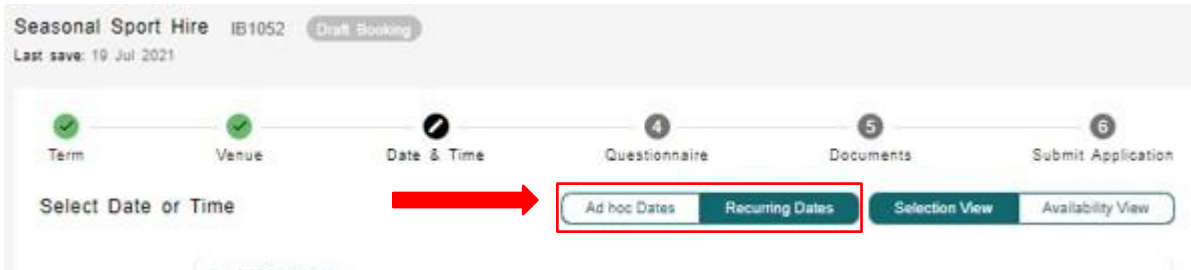 Seasonal Sport Hire IB1052 Draft Booking
Last save: 19 Jul 2021
4 5 6
Term Venue Date & Time Questionnaire Documents Submit Application
Select Date or Time Ad hoc Dates Recurring Dates Selection View Availability View